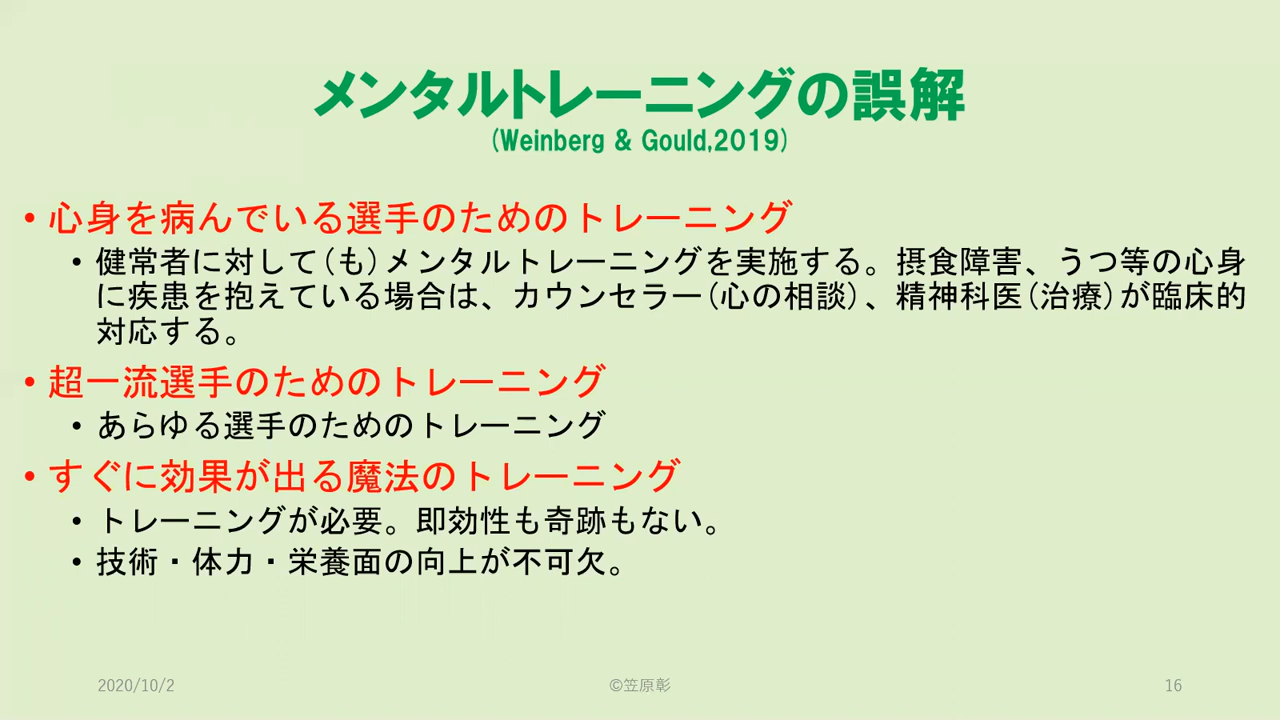 メンタルトレーニングの誤解
(Weinberg & Gould,2019)
• 心身を病んでいる選手のためのトレーニング
• 健常者に対して(も)メンタルトレーニングを実施する。摂食障害、うつ等の心身
に疾患を抱えている場合は、カウンセラー(心の相談)、精神科医(治療)が臨床的
対応する。
• 超一流選手のためのトレーニング
• あらゆる選手のためのトレーニング
• すぐに効果が出る魔法のトレーニング
• トレーニングが必要。即効性も奇跡もない。
• 技術・体力・栄養面の向上が不可欠。
2020/10/2
©笠原彰
16